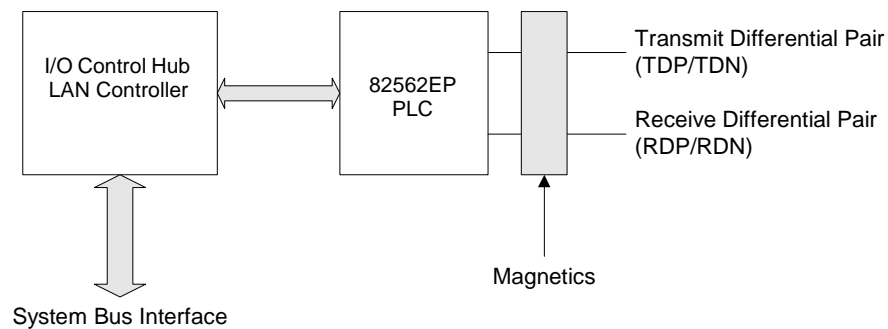 I/O Control Hub
LAN Controller
82562EP
PLC
Transmit Differential Pair
(TDP/TDN)
Receive Differential Pair
(RDP/RDN)
Magnetics
System Bus Interface